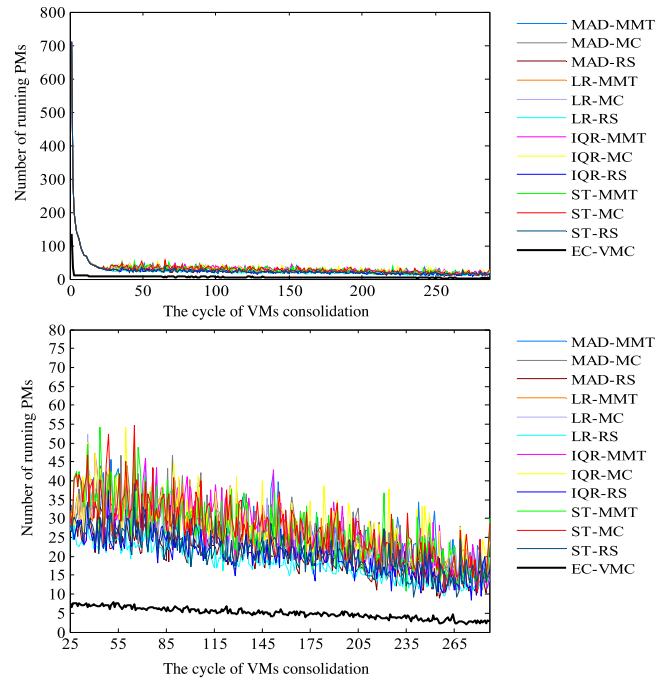 800
700
600
500
400
300
200
100
0
Number of running PMs
0
50
100
150
200
250
The cycle of VMs consolidation
MAD-MMT
MAD-MC
MAD-RS
LR-MMT
LR-MC
LR-RS
IQR-MMT
IQR-MC
IQR-RS
ST-MMT
ST-MC
ST-RS
EC-VMC
80
75
70
65
60
55
50
45
40
35
30
25
20
15
10
5
0
Number of running PMs
25
55
85
115
145
175
205
235
265
The cycle of VMs consolidation
MAD-MMT
MAD-MC
MAD-RS
LR-MMT
LR-MC
LR-RS
IQR-MMT
IQR-MC
IQR-RS
ST-MMT
ST-MC
ST-RS
EC-VMC